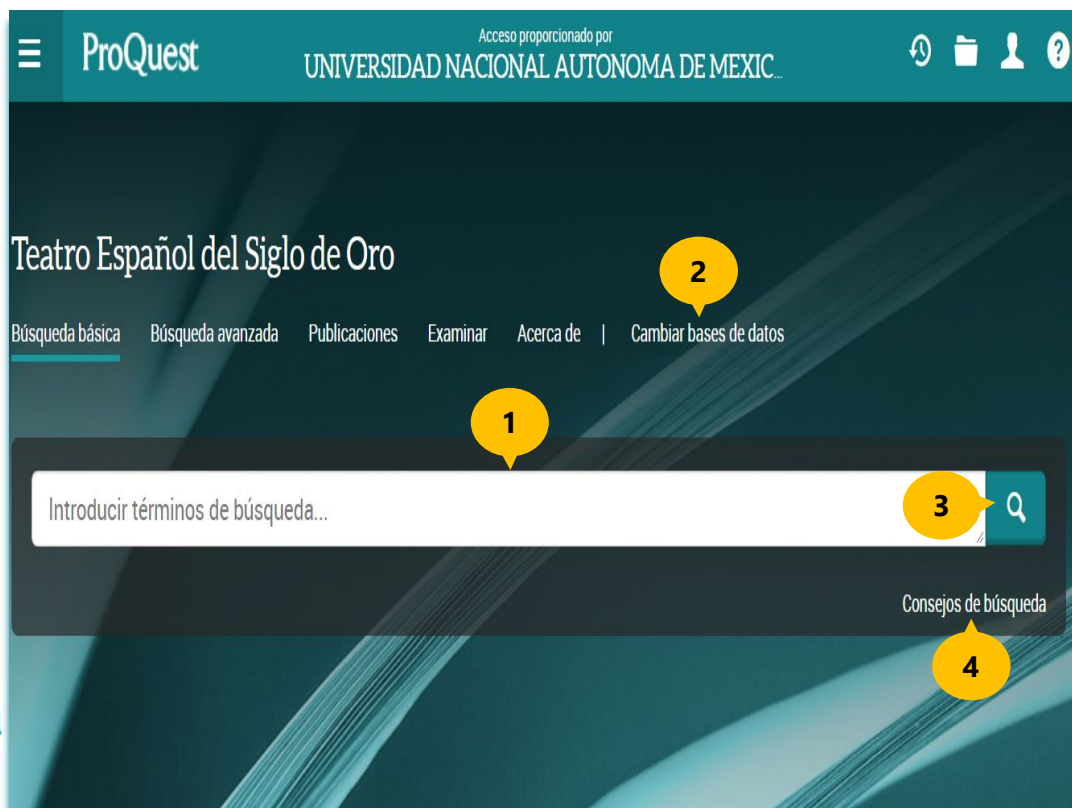 ProQuest
Acceso proporcionado por
UNIVERSIDAD NACIONAL AUTONOMA DE MEXIC...
?
Teatro Español del Siglo de Oro
2
Búsqueda básica Búsqueda avanzada Publicaciones Examinar Acerca de | Cambiar bases de datos
1
Introducir términos de búsqueda...
3
Consejos de búsqueda
4